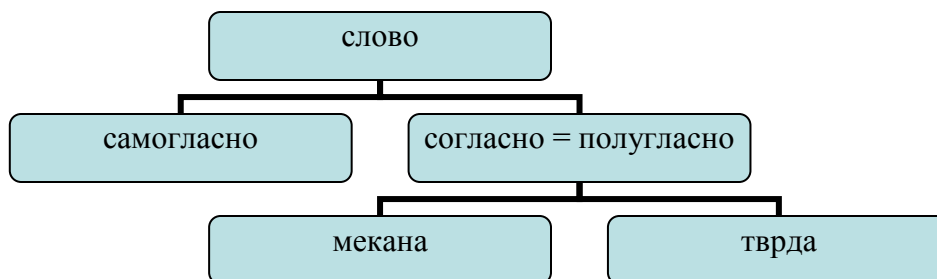 слово
самогласно
согласно = полугласно
мекана
тврда